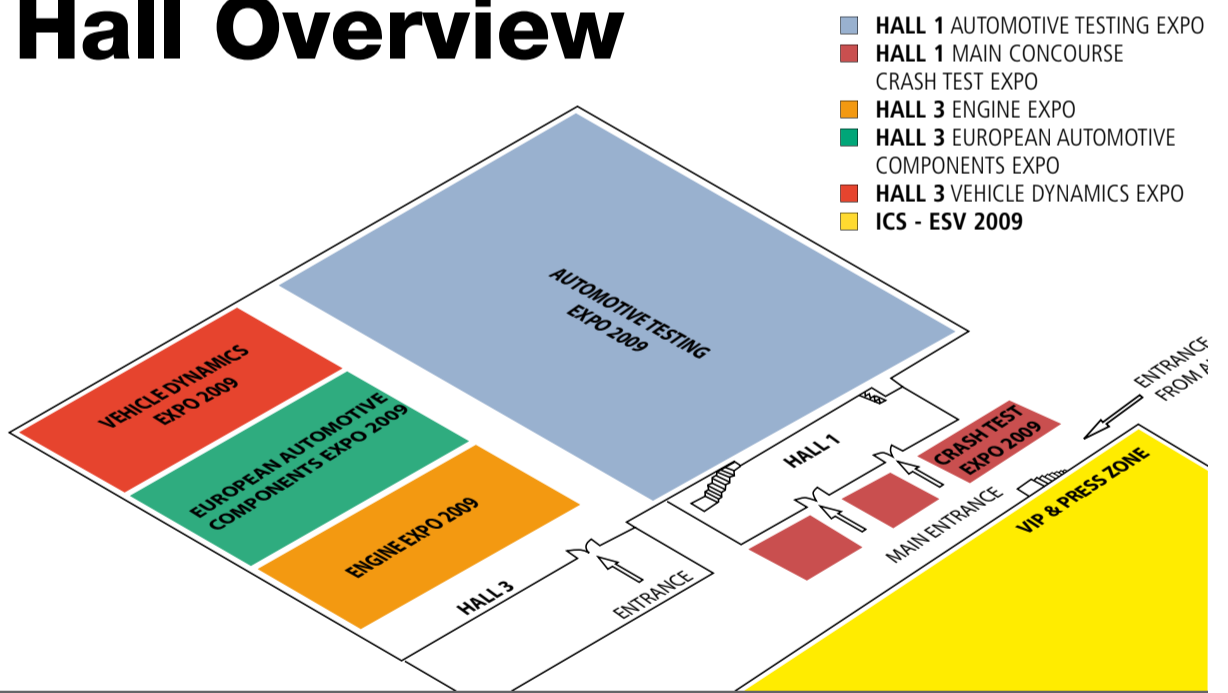 Hall Overview
HALL 1 AUTOMOTIVE TESTING EXPO
HALL 1 MAIN CONCOURSE
CRASH TEST EXPO
HALL 3 ENGINE EXPO
HALL 3 EUROPEAN AUTOMOTIVE
COMPONENTS EXPO
HALL 3 VEHICLE DYNAMICS EXPO
ICS - ESV 2009
AUTOMOTIVE TESTING
EXPO 2009
VEHICLE DYNAMICS
EXPO 2009
EUROPEAN AUTOMOTIVE
COMPONENTS EXPO 2009
ENGINE EXPO 2009
HALL 1
CRASH TEST
EXPO 2009
ENTRANCE
FROM
MAIN ENTRANCE
VIP & PRESS ZONE
HALL 3
ENTRANCE